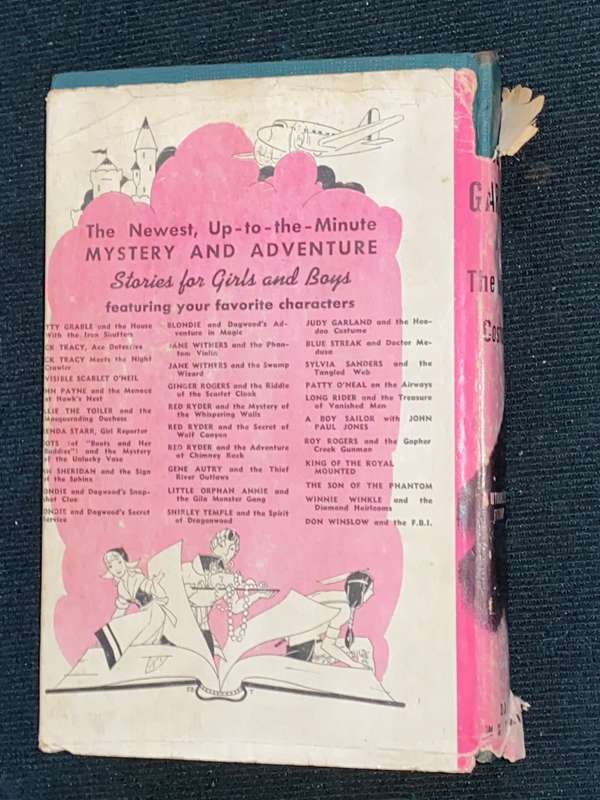 The Newest, Up-to-the-Minute
MYSTERY AND ADVENTURE
Stories for Girls and Boys
featuring your favorite characters
TTY GRABLE and the House
With the Iron Shutters
CK TRACY, Ace Detective
CK TRACY Meets the Night
Crawler
VISIBLE SCARLET O'NEIL
HN PAYNE and the Menace
at Hawk's Nest
LLIE THE TOILER and the
Masquerading Duchess
ENDA STARR, Girl Reporter
OOTS (of "Boots and Her
Buddies") and the Mystery
of the Unlucky Vase
NN SHERIDAN and the Sign
of the Sphinx
ONDIE and Dagwood's Snap-
shot Clue
ONDIE and Dagwood's Secret
Service
BLONDIE and Dagwood's Ad-
venture in Magic
JANE WITHERS and the Phan-
tom Violin
JANE WITHERS and the Swamp
Wizard
GINGER ROGERS and the Riddle
of the Scarlet Cloak
RED RYDER and the Mystery of
the Whispering Walls
RED RYDER and the Secret of
Wolf Canyon
RED RYDER and the Adventure
at Chimney Rock
GENE AUTRY and the Thief
River Outlaws
LITTLE ORPHAN ANNIE and
the Gila Monster Gang
SHIRLEY TEMPLE and the Spirit
of Dragonwood
JUDY GARLAND and the Hoo-
doo Costume
BLUE STREAK and Doctor Me-
dusa
SYLVIA SANDERS and the
Tangled Web
PATTY O'NEAL on the Airways
LONG RIDER and the Treasure
of Vanished Men
A BOY SAILOR with JOHN
PAUL JONES
ROY ROGERS and the Gopher
Creek Gunman
KING OF THE ROYAL
MOUNTED
THE SON OF THE PHANTOM
WINNIE WINKLE and the
Diamond Heirlooms
DON WINSLOW and the F.B.I.
GA
The
Cos